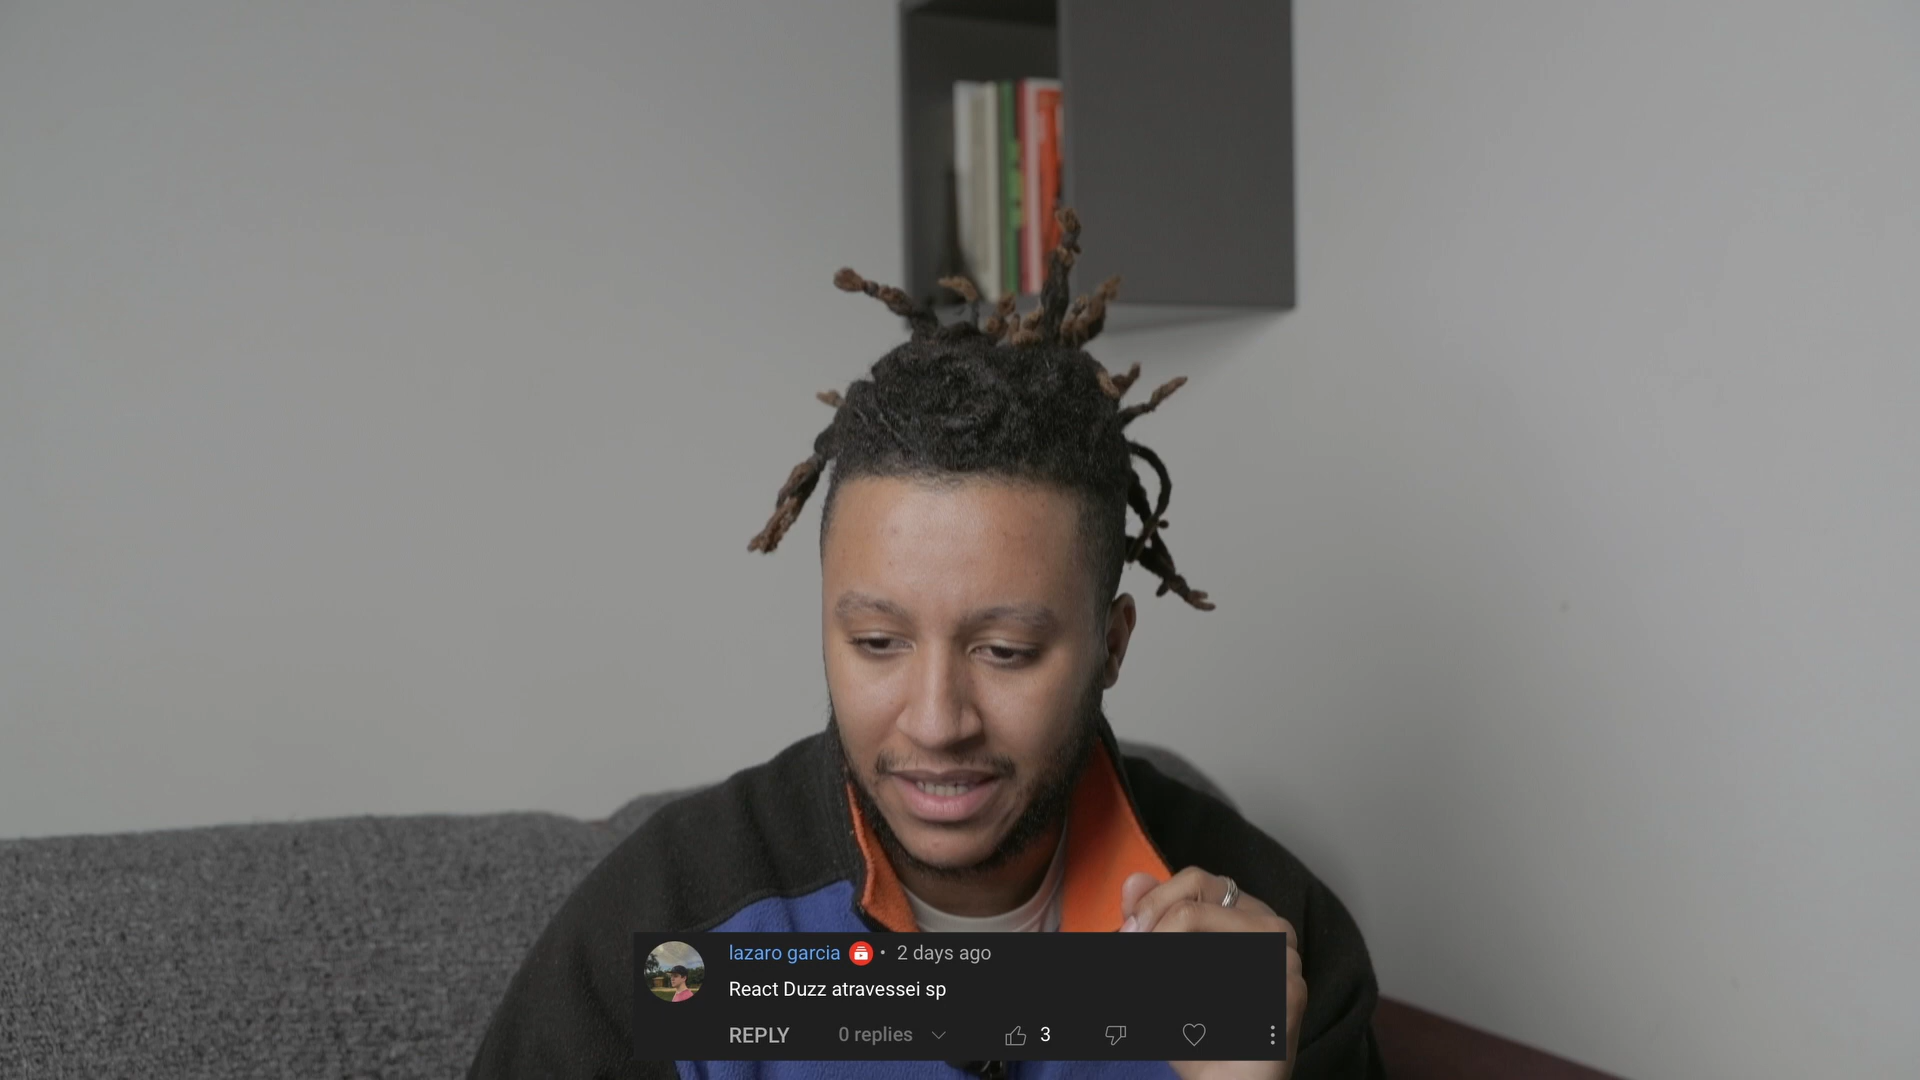 lazaro garcia • 2 days ago
React Duzz atravessei sp
REPLY 0 replies 3